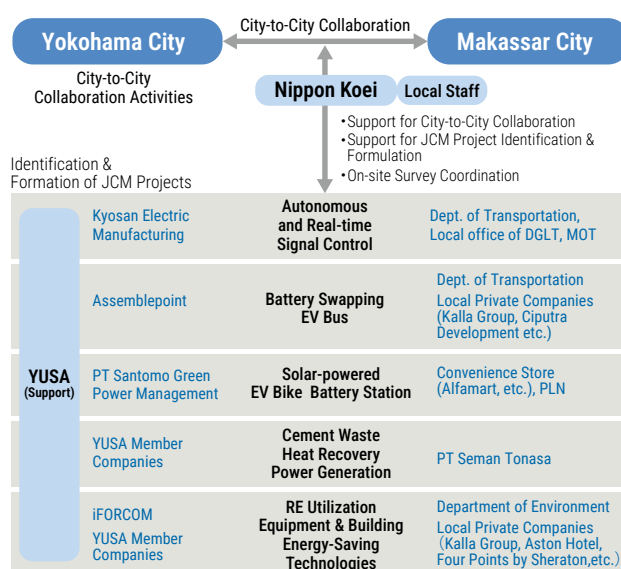 City-to-City Collaboration
Yokohama City
Makassar City
City-to-City
Collaboration Activities
Nippon Koei
Local Staff
•Support for City-to-City Collaboration
•Support for JCM Project Identification &
Formulation
•On-site Survey Coordination
Identification &
Formation of JCM Projects
YUSA
(Support)
Kyosan Electric
Manufacturing
Autonomous
and Real-time
Signal Control
Dept. of Transportation,
Local office of DGLT, MOT
Assemblepoint
Battery Swapping
EV Bus
Dept. of Transportation
Local Private Companies
(Kalla Group, Ciputra
Development etc.)
PT Santomo Green
Power Management
Solar-powered
EV Bike Battery Station
Convenience Store
(Alfamart, etc.), PLN
YUSA Member
Companies
Cement Waste
Heat Recovery
Power Generation
PT Seman Tonasa
iFORCOM
YUSA Member
Companies
RE Utilization
Equipment & Building
Energy-Saving
Technologies
Department of Environment
Local Private Companies
(Kalla Group, Aston Hotel,
Four Points by Sheraton,etc.)